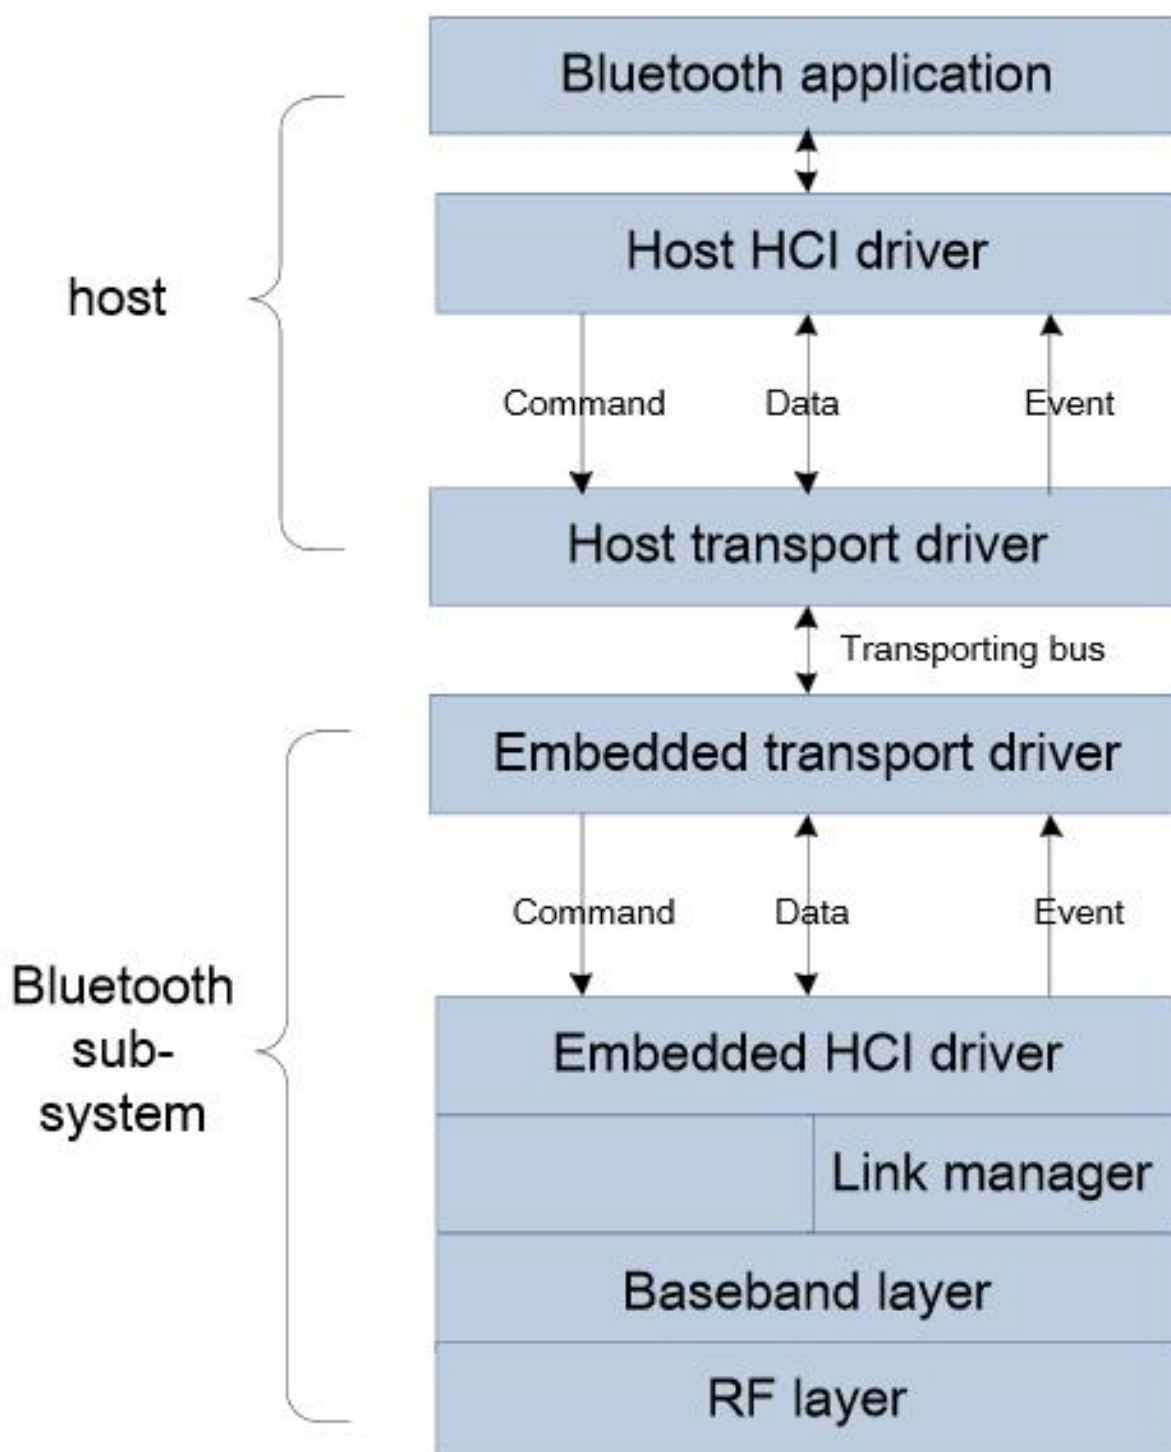 Bluetooth application
Host HCI driver
host
Command
Data
Event
Host transport driver
Transporting bus
Embedded transport driver
Command
Data
Event
Bluetooth
sub-
system
Embedded HCI driver
Link manager
Baseband layer
RF layer